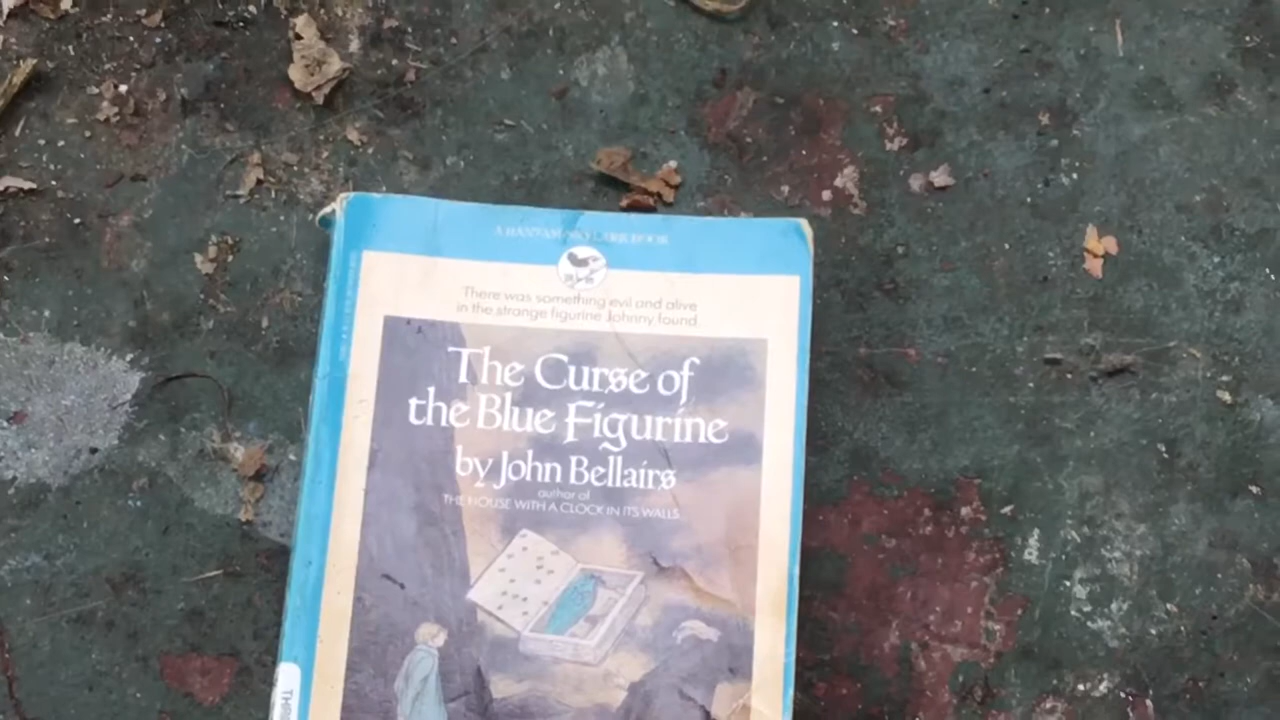 A BANTAM SKYLARK BOOK
There was something evil and alive
in the strange figurine Johnny found
The Curse of
the Blue Figurine
by John Bellairs
author of
THE HOUSE WITH A CLOCK IN ITS WALLS